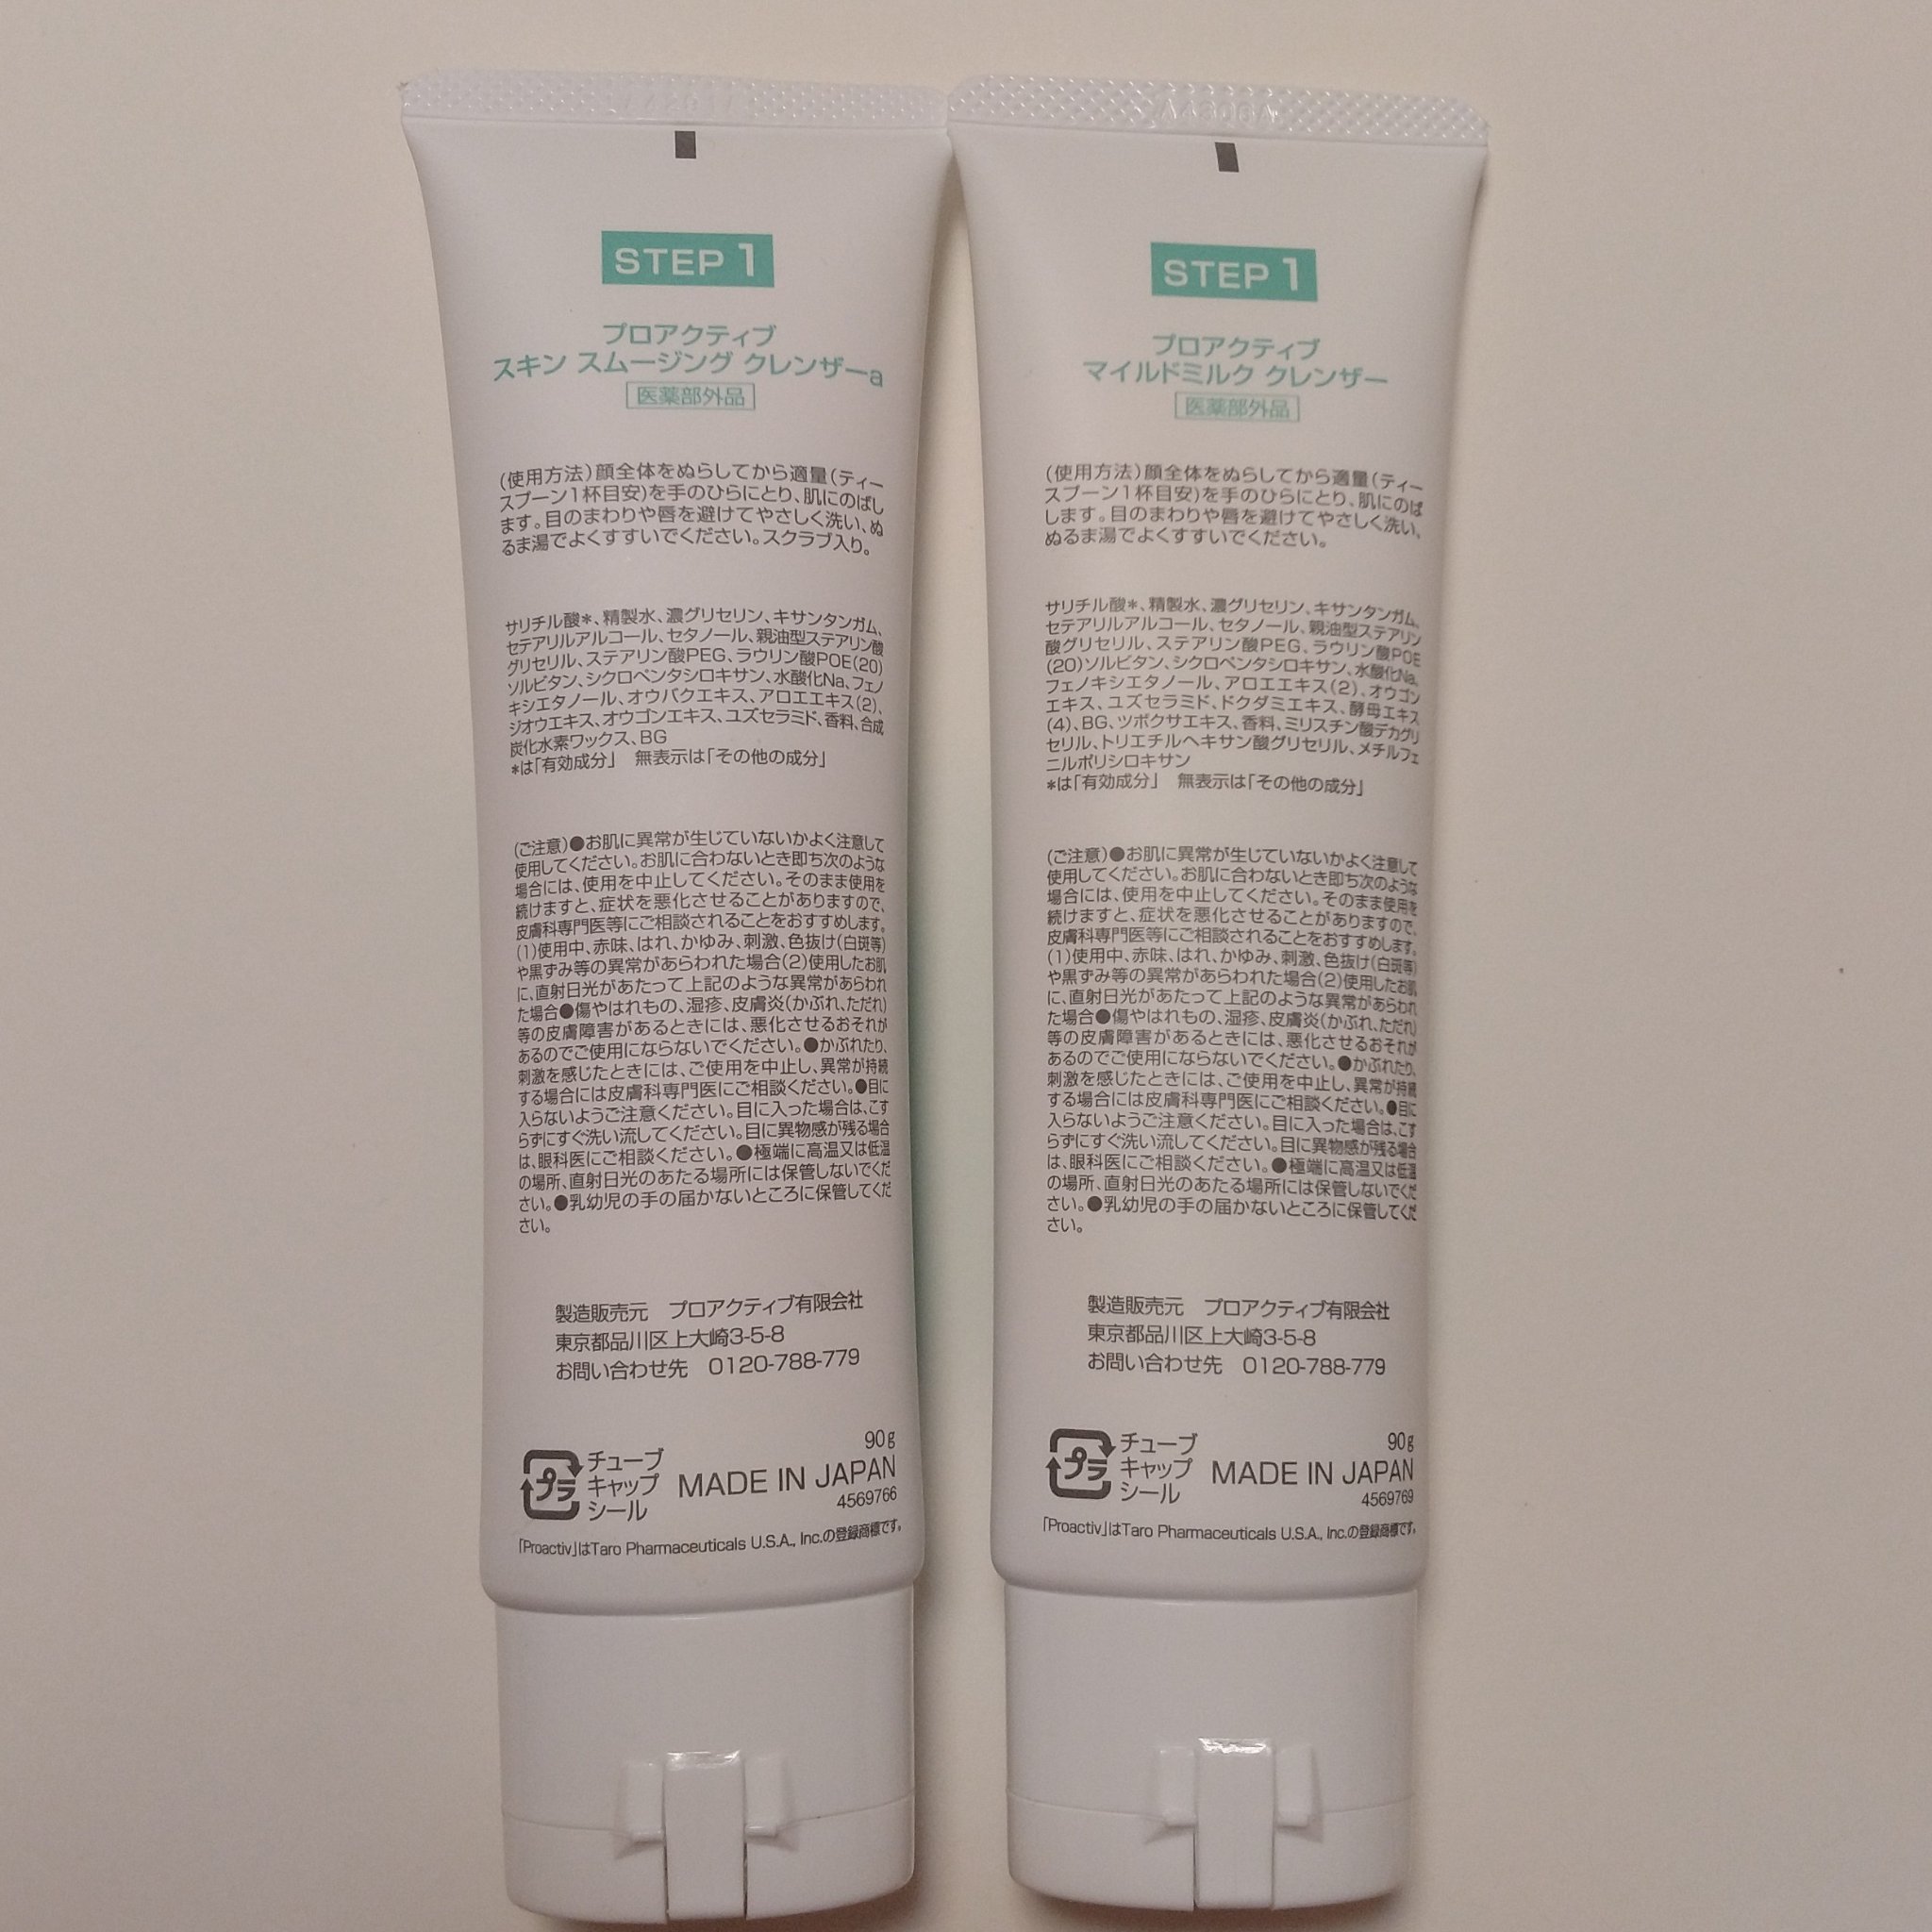 STEP 1
プロアクティブ
スキン スムージング クレンザーa
医薬部外品
(使用方法)顔全体をぬらしてから適量(ティー
スプーン1杯目安)を手のひらにとり、肌にのばし
ます。目のまわりや唇を避けてやさしく洗い、ぬ
るま湯でよくすすいでください。スクラブ入り。
サリチル酸*、精製水、濃グリセリン、キサンタンガム、
セテアリルアルコール、セタノール、親油型ステアリン酸
グリセリル、ステアリン酸PEG、ラウリン酸POE(20)
ソルビタン、シクロペンタシロキサン、水酸化Na、フェノ
キシエタノール、オウバクエキス、アロエエキス(2)、
ジオウエキス、オウゴンエキス、ユズセラミド、香料、合成
炭化水素ワックス、BG
*は「有効成分」 無表示は「その他の成分」
(ご注意)●お肌に異常が生じていないかよく注意して
使用してください。お肌に合わないとき即ち次のような
場合には、使用を中止してください。そのまま使用を
続けますと、症状を悪化させることがありますので、
皮膚科専門医等にご相談されることをおすすめします。
(1)使用中、赤味、はれ、かゆみ、刺激、色抜け(白斑等)
や黒ずみ等の異常があらわれた場合(2)使用したお肌
に、直射日光があたって上記のような異常があらわれ
た場合●傷やはれもの、湿疹、皮膚炎(かぶれ、ただれ)
等の皮膚障害があるときには、悪化させるおそれが
あるのでご使用にならないでください。●かぶれたり、
刺激を感じたときには、ご使用を中止し、異常が持続
する場合には皮膚科専門医にご相談ください。●目に
入らないようご注意ください。目に入った場合は、こす
らずにすぐ洗い流してください。目に異物感が残る場合
は、眼科医にご相談ください。●極端に高温又は低温
の場所、直射日光のあたる場所には保管しないでくだ
さい。●乳幼児の手の届かないところに保管してくだ
さい。
製造販売元 プロアクティブ有限会社
東京都品川区上大崎3-5-8
お問い合わせ先 0120-788-779
90g
プラ
チューブ
キャップ
シール
MADE IN JAPAN
4569766
「Proactiv」はTaro Pharmaceuticals U.S.A., Inc.の登録商標です。
STEP 1
プロアクティブ
マイルドミルク クレンザー
医薬部外品
(使用方法)顔全体をぬらしてから適量(ティー
スプーン1杯目安)を手のひらにとり、肌にのば
します。目のまわりや唇を避けてやさしく洗い、
ぬるま湯でよくすすいでください。
サリチル酸*、精製水、濃グリセリン、キサンタンガム、
セテアリルアルコール、セタノール、親油型ステアリン
酸グリセリル、ステアリン酸PEG、ラウリン酸POE
(20)ソルビタン、シクロペンタシロキサン、水酸化Na、
フェノキシエタノール、アロエエキス(2)、オウゴン
エキス、ユズセラミド、ドクダミエキス、酵母エキス
(4)、BG、ツボクサエキス、香料、ミリスチン酸デカグリ
セリル、トリエチルヘキサン酸グリセリル、メチルフェ
ニルポリシロキサン
*は「有効成分」 無表示は「その他の成分」
(ご注意)●お肌に異常が生じていないかよく注意して
使用してください。お肌に合わないとき即ち次のような
場合には、使用を中止してください。そのまま使用を
続けますと、症状を悪化させることがありますので、
皮膚科専門医等にご相談されることをおすすめします。
(1)使用中、赤味、はれ、かゆみ、刺激、色抜け(白斑等)
や黒ずみ等の異常があらわれた場合(2)使用したお肌
に、直射日光があたって上記のような異常があらわれ
た場合●傷やはれもの、湿疹、皮膚炎(かぶれ、ただれ)
等の皮膚障害があるときには、悪化させるおそれが
あるのでご使用にならないでください。●かぶれたり、
刺激を感じたときには、ご使用を中止し、異常が持続
する場合には皮膚科専門医にご相談ください。●目に
入らないようご注意ください。目に入った場合は、こす
らずにすぐ洗い流してください。目に異物感が残る場合
は、眼科医にご相談ください。●極端に高温又は低温
の場所、直射日光のあたる場所には保管しないでくだ
さい。●乳幼児の手の届かないところに保管してくだ
さい。
製造販売元 プロアクティブ有限会社
東京都品川区上大崎3-5-8
お問い合わせ先 0120-788-779
90g
プラ
チューブ
キャップ
シール
MADE IN JAPAN
4569769
「Proactiv」はTaro Pharmaceuticals U.S.A., Inc.の登録商標です。